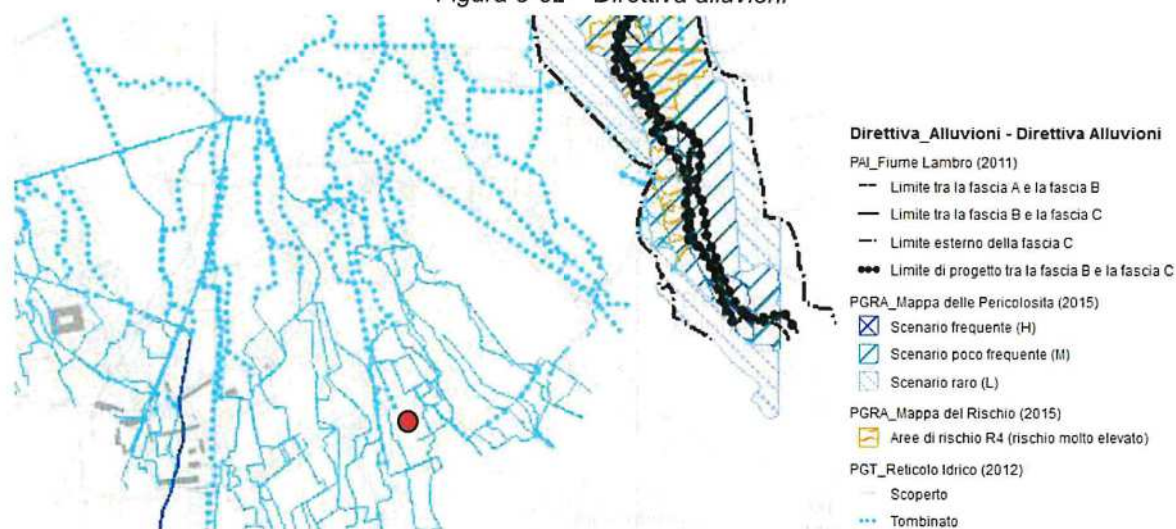 Direttiva alluvioni
Direttiva_Alluvioni - Direttiva Alluvioni
PAI_Fiume Lambro (2011)
Limite tra la fascia A e la fascia B
Limite tra la fascia B e la fascia C
Limite esterno della fascia C
Limite di progetto tra la fascia B e la fascia C
PGRA_Mappa delle Pericolosita (2015)
Scenario frequente (H)
Scenario poco frequente (M)
Scenario raro (L)
PGRA_Mappa del Rischio (2015)
Aree di rischio R4 (rischio molto elevato)
PGT_Reticolo Idrico (2012)
Scoperto
Tombinato